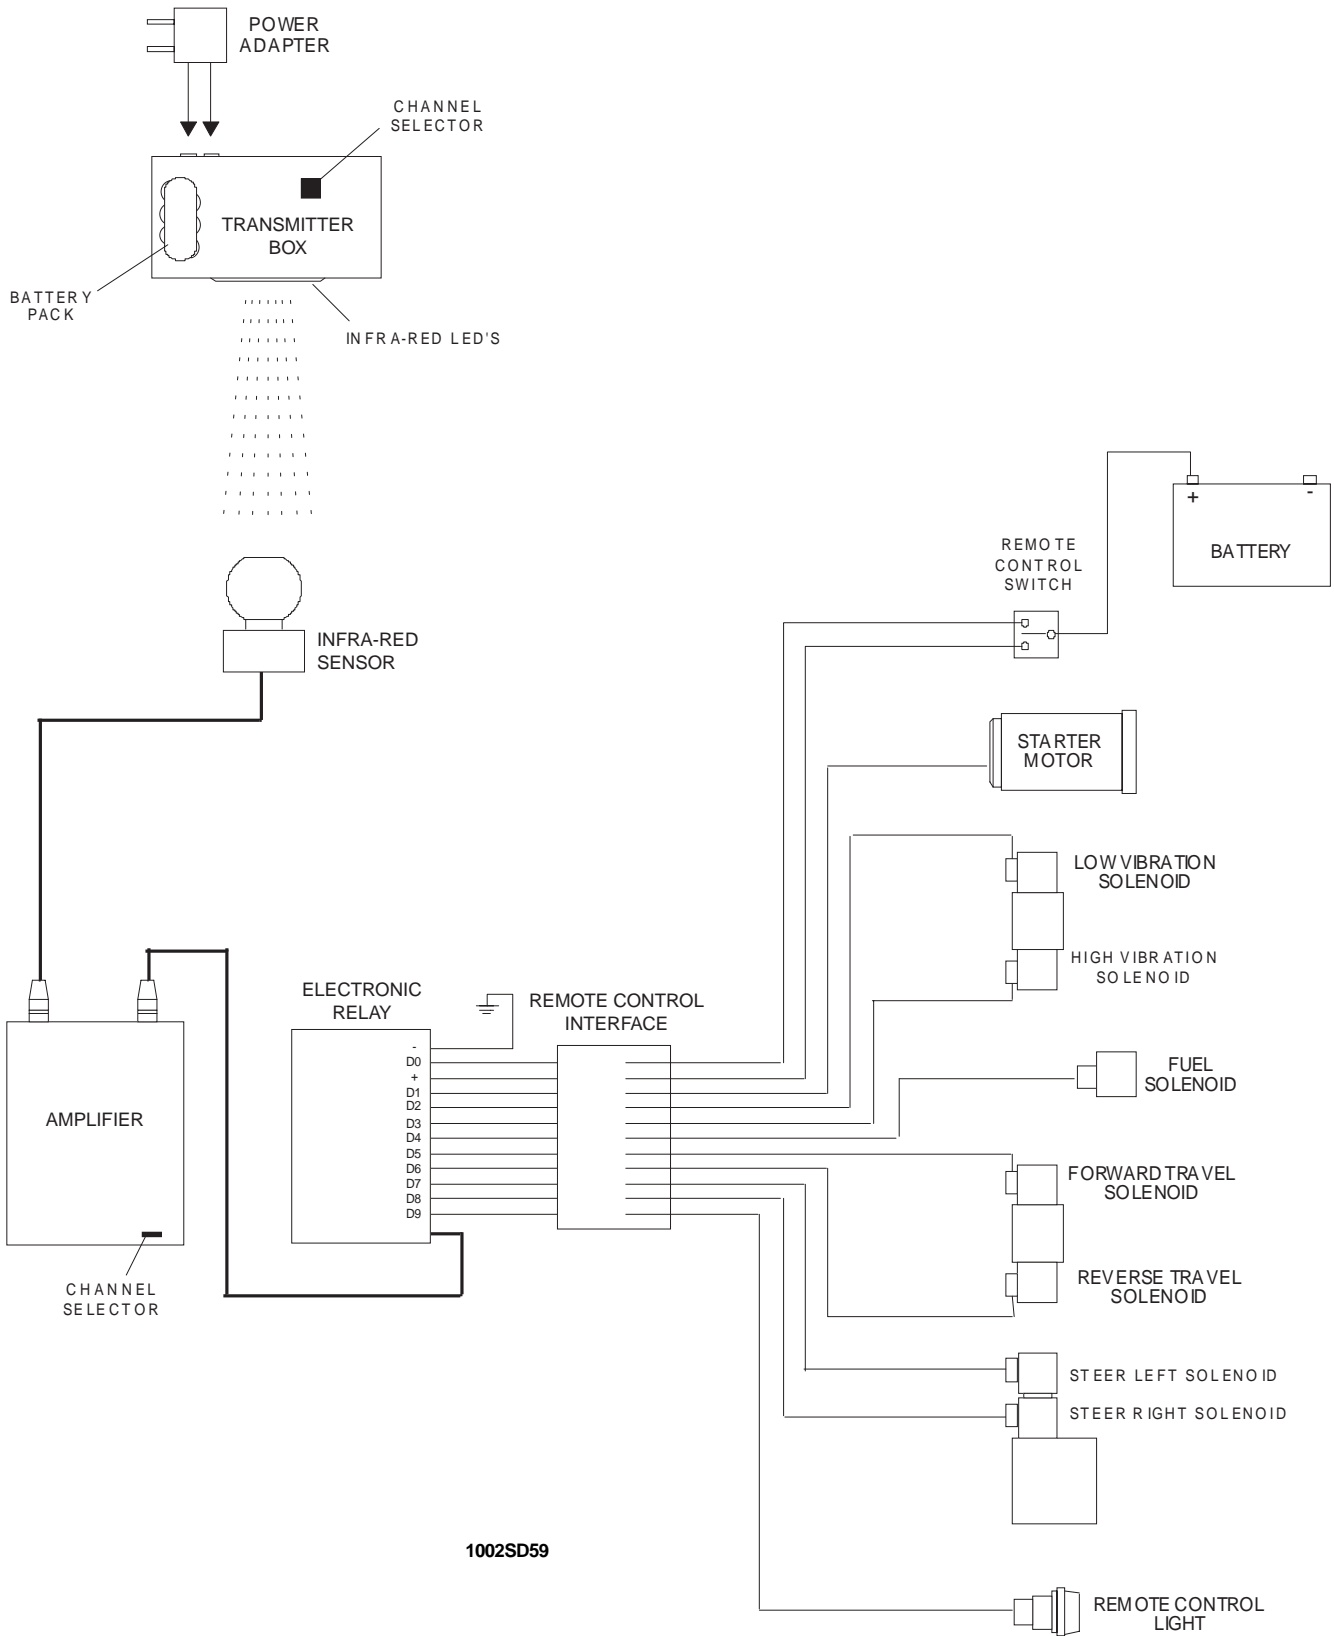 POWER
ADAPTER
CHANNEL
SELECTOR
TRANSMITTER
BOX
BATTERY
PACK
INFRA-RED LED'S
+
-
BATTERY
REMOTE
CONTROL
SWITCH
INFRA-RED
SENSOR
STARTER
MOTOR
LOW VIBRATION
SOLENOID
HIGH VIBRATION
SOLENOID
ELECTRONIC
RELAY
REMOTE CONTROL
INTERFACE
-
D0
+
D1
D2
D3
D4
D5
D6
D7
D8
D9
FUEL
SOLENOID
AMPLIFIER
FORWARD TRAVEL
SOLENOID
CHANNEL
SELECTOR
REVERSE TRAVEL
SOLENOID
STEER LEFT SOLENOID
STEER RIGHT SOLENOID
1002SD59
REMOTE CONTROL
LIGHT